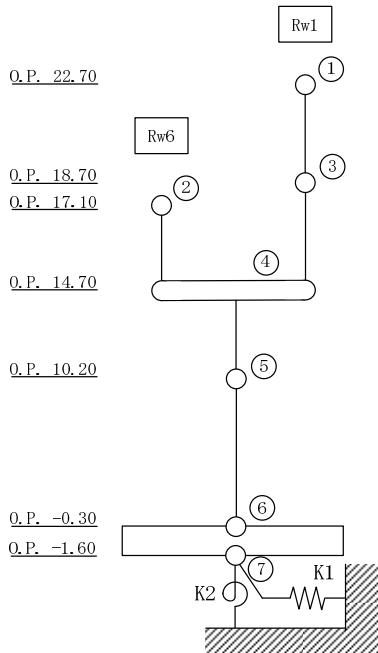 Rw1
O.P. 22.70 ①
Rw6
O.P. 18.70 ② ③
O.P. 17.10
O.P. 14.70 ④
O.P. 10.20 ⑤
O.P. -0.30 ⑥
O.P. -1.60 ⑦ K1
K2